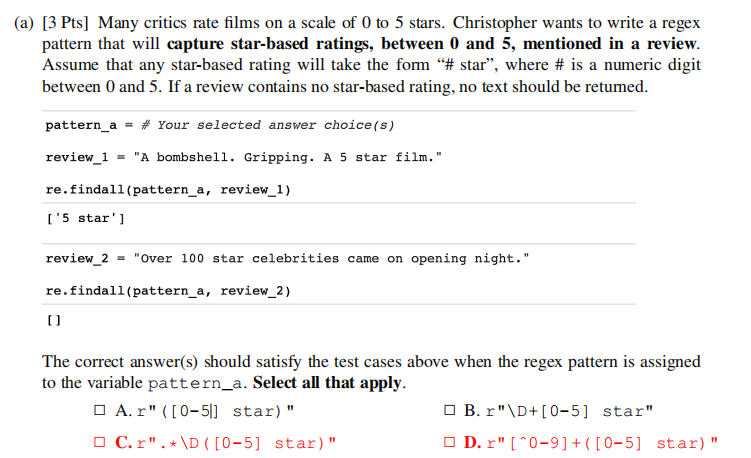 (a) [3 Pts] Many critics rate films on a scale of 0 to 5 stars. Christopher wants to write a regex
pattern that will capture star-based ratings, between 0 and 5, mentioned in a review.
Assume that any star-based rating will take the form “# star”, where # is a numeric digit
between 0 and 5. If a review contains no star-based rating, no text should be returned.
pattern_a = # Your selected answer choice(s)
review_1 = "A bombshell. Gripping. A 5 star film."
re.findall(pattern_a, review_1)
['5 star']
review_2 = "Over 100 star celebrities came on opening night."
re.findall(pattern_a, review_2)
[]
The correct answer(s) should satisfy the test cases above when the regex pattern is assigned
to the variable pattern_a. Select all that apply.
□ A. r"([0-5] star)" □ B. r"\D+[0-5] star"
□ C. r".*\D([0-5] star)" □ D. r"[^0-9]+([0-5] star)"